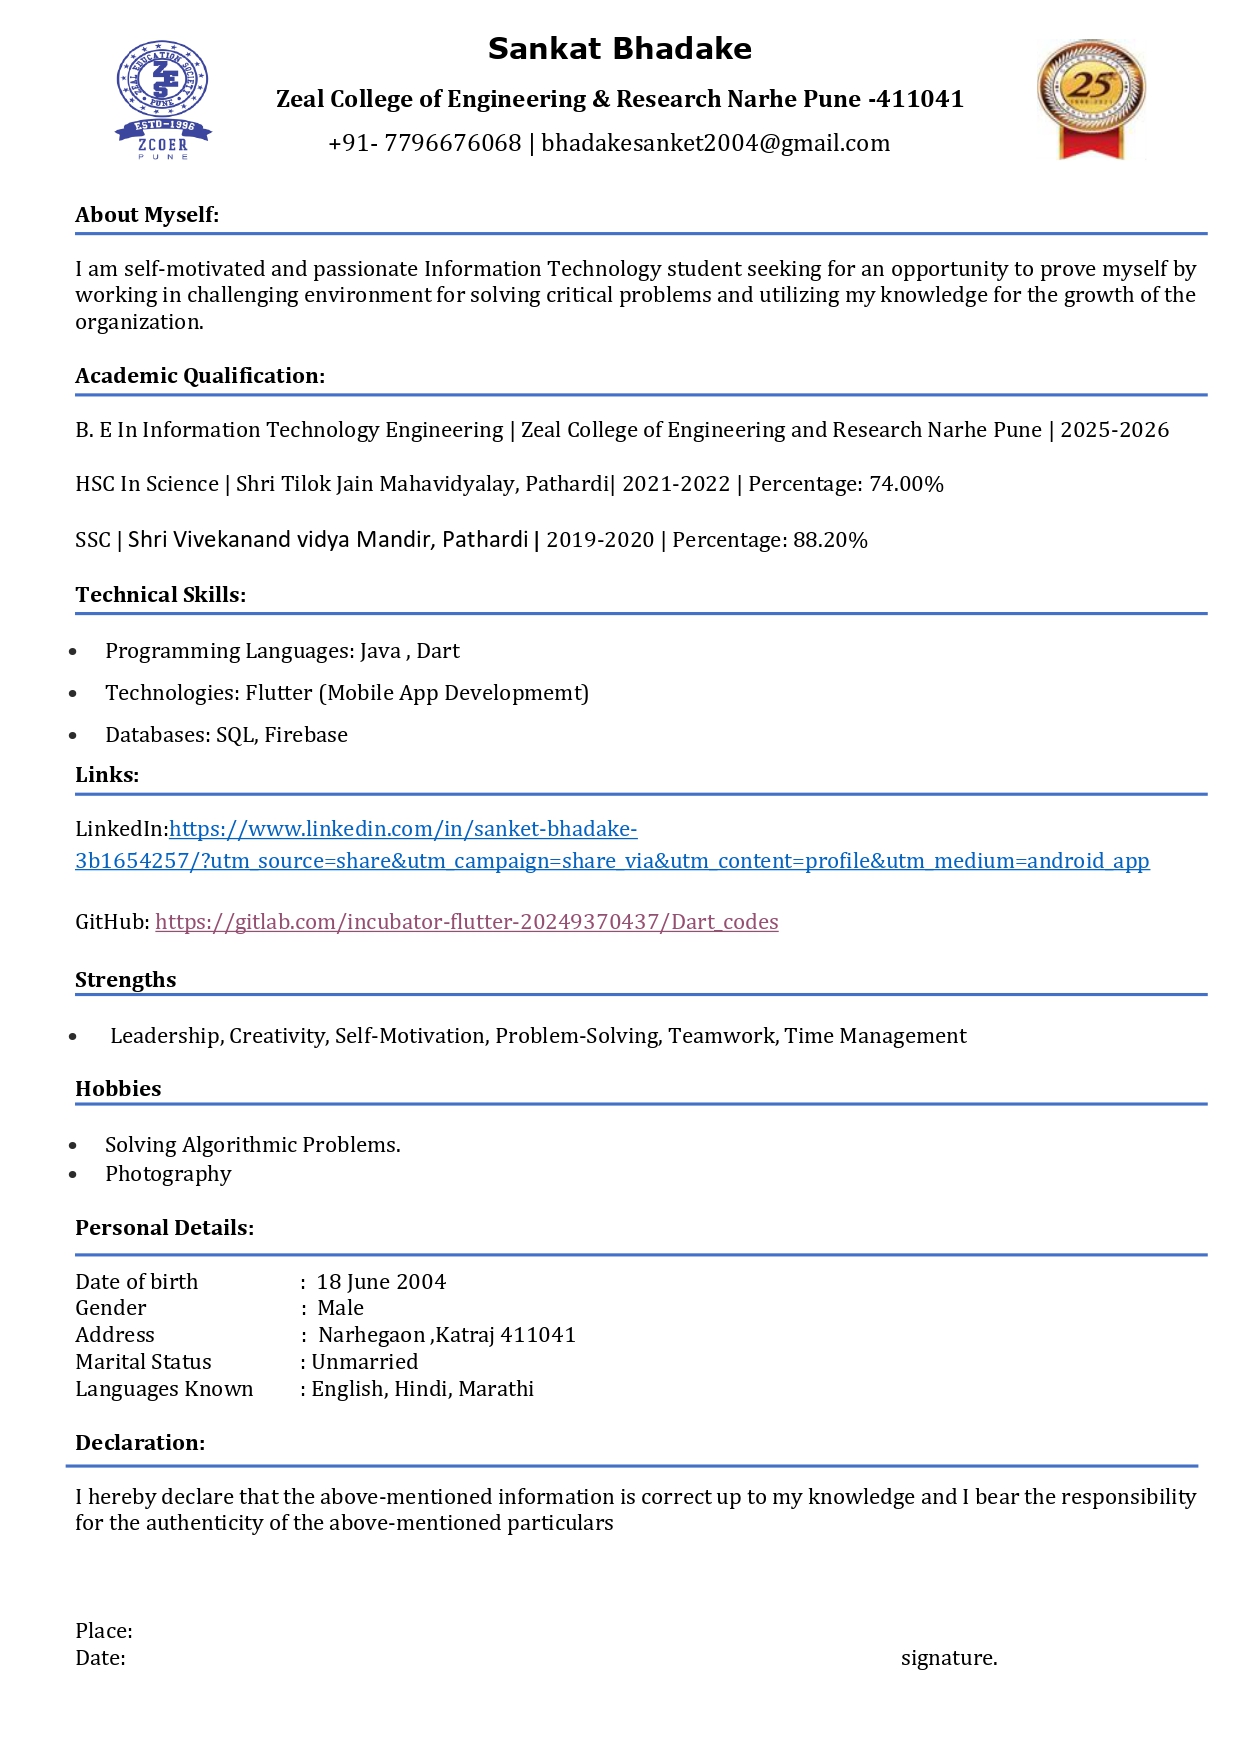 Sankat Bhadake
Zeal College of Engineering & Research Narhe Pune -411041
+91- 7796676068 | bhadakesanket2004@gmail.com
ZEAL EDUCATION SOCIETY
ZES
PUNE
ESTD-1996
ZCOER
PUNE
25
About Myself:
I am self-motivated and passionate Information Technology student seeking for an opportunity to prove myself by
working in challenging environment for solving critical problems and utilizing my knowledge for the growth of the
organization.
Academic Qualification:
B. E In Information Technology Engineering | Zeal College of Engineering and Research Narhe Pune | 2025-2026
HSC In Science | Shri Tilok Jain Mahavidyalay, Pathardi| 2021-2022 | Percentage: 74.00%
SSC | Shri Vivekanand vidya Mandir, Pathardi | 2019-2020 | Percentage: 88.20%
Technical Skills:
• Programming Languages: Java , Dart
• Technologies: Flutter (Mobile App Developmemt)
• Databases: SQL, Firebase
Links:
LinkedIn:https://www.linkedin.com/in/sanket-bhadake-
3b1654257/?utm_source=share&utm_campaign=share_via&utm_content=profile&utm_medium=android_app
GitHub: https://gitlab.com/incubator-flutter-20249370437/Dart_codes
Strengths
• Leadership, Creativity, Self-Motivation, Problem-Solving, Teamwork, Time Management
Hobbies
• Solving Algorithmic Problems.
• Photography
Personal Details:
Date of birth : 18 June 2004
Gender : Male
Address : Narhegaon ,Katraj 411041
Marital Status : Unmarried
Languages Known : English, Hindi, Marathi
Declaration:
I hereby declare that the above-mentioned information is correct up to my knowledge and I bear the responsibility
for the authenticity of the above-mentioned particulars
Place:
Date: signature.